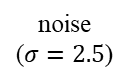 noise
(σ = 2.5)